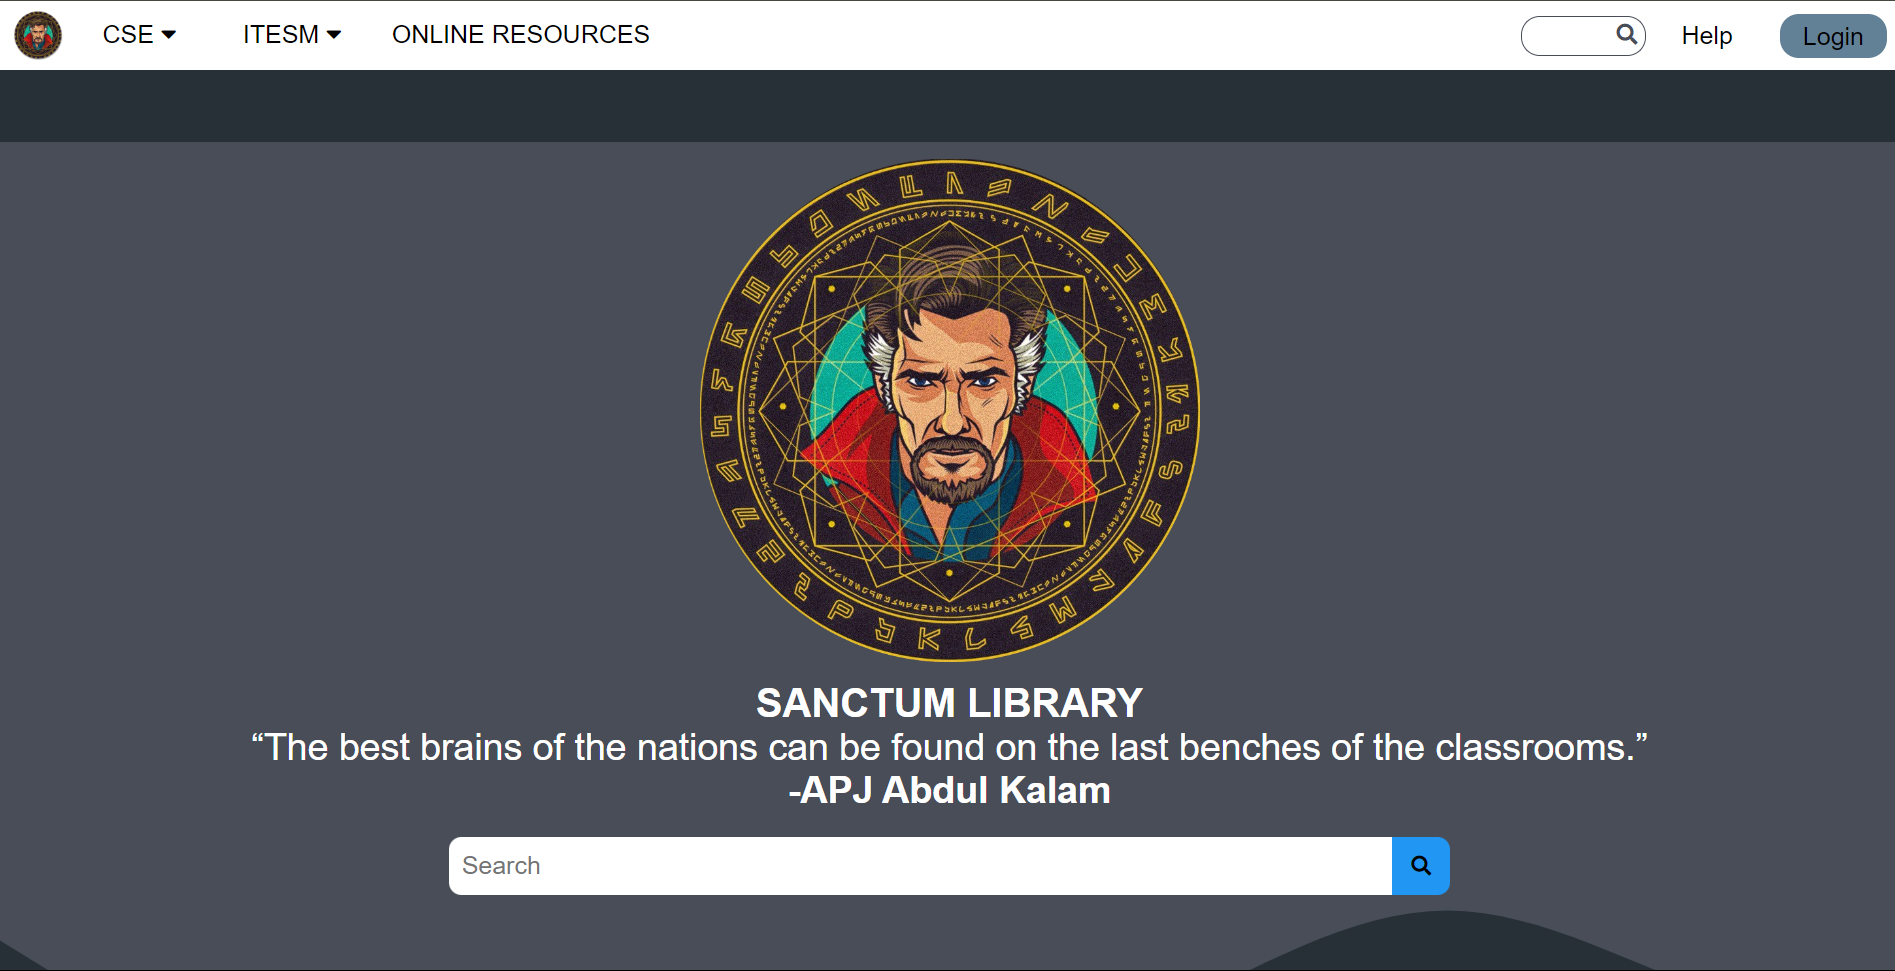 CSE
ITESM
ONLINE RESOURCES
Help
Login
SANCTUM LIBRARY
“The best brains of the nations can be found on the last benches of the classrooms.”
-APJ Abdul Kalam
Search